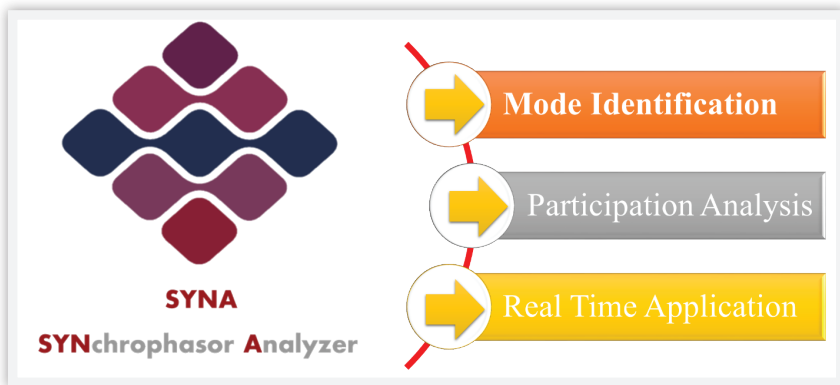 SYNA
SYNchrophasor Analyzer
Mode Identification
Participation Analysis
Real Time Application